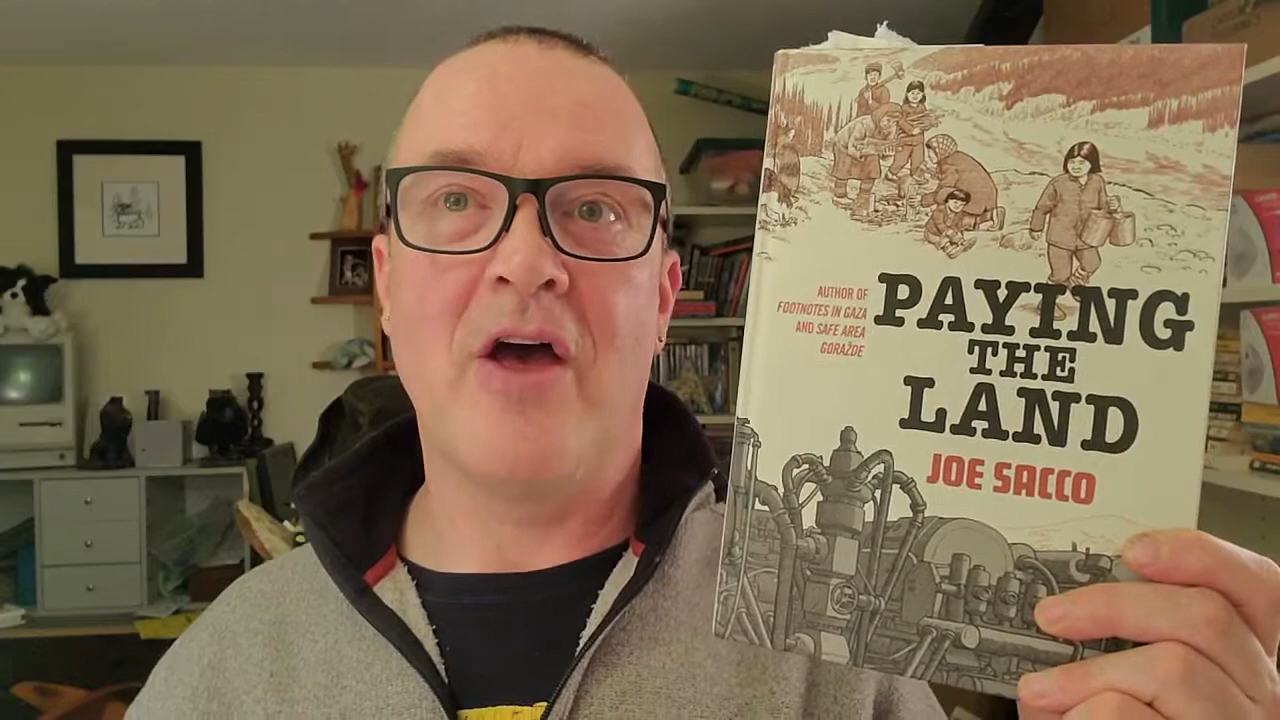 AUTHOR OF
FOOTNOTES IN GAZA
AND SAFE AREA
GORAŽDE
PAYING
THE
LAND
JOE SACCO